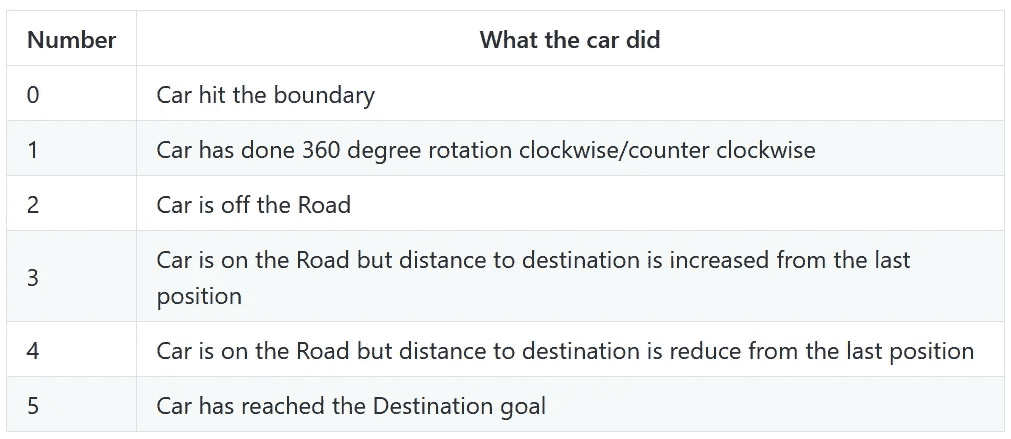 Number What the car did
0 Car hit the boundary
1 Car has done 360 degree rotation clockwise/counter clockwise
2 Car is off the Road
3 Car is on the Road but distance to destination is increased from the last
position
4 Car is on the Road but distance to destination is reduce from the last position
5 Car has reached the Destination goal